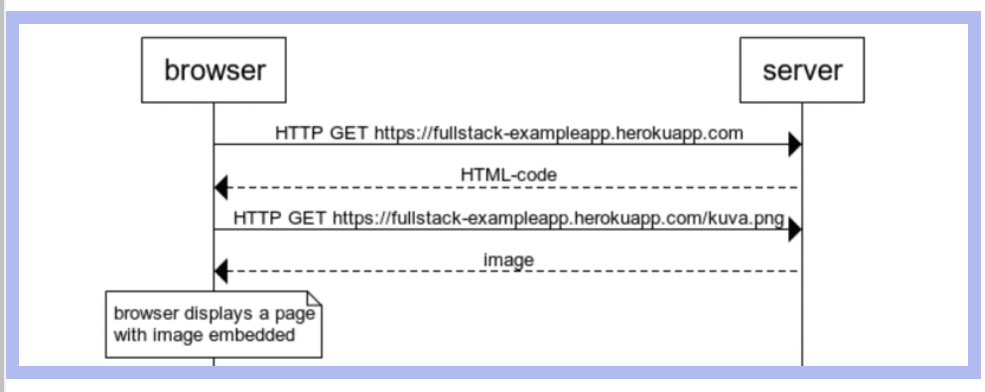 browser
server
HTTP GET https://fullstack-exampleapp.herokuapp.com
HTML-code
HTTP GET https://fullstack-exampleapp.herokuapp.com/kuva.png
image
browser displays a page
with image embedded